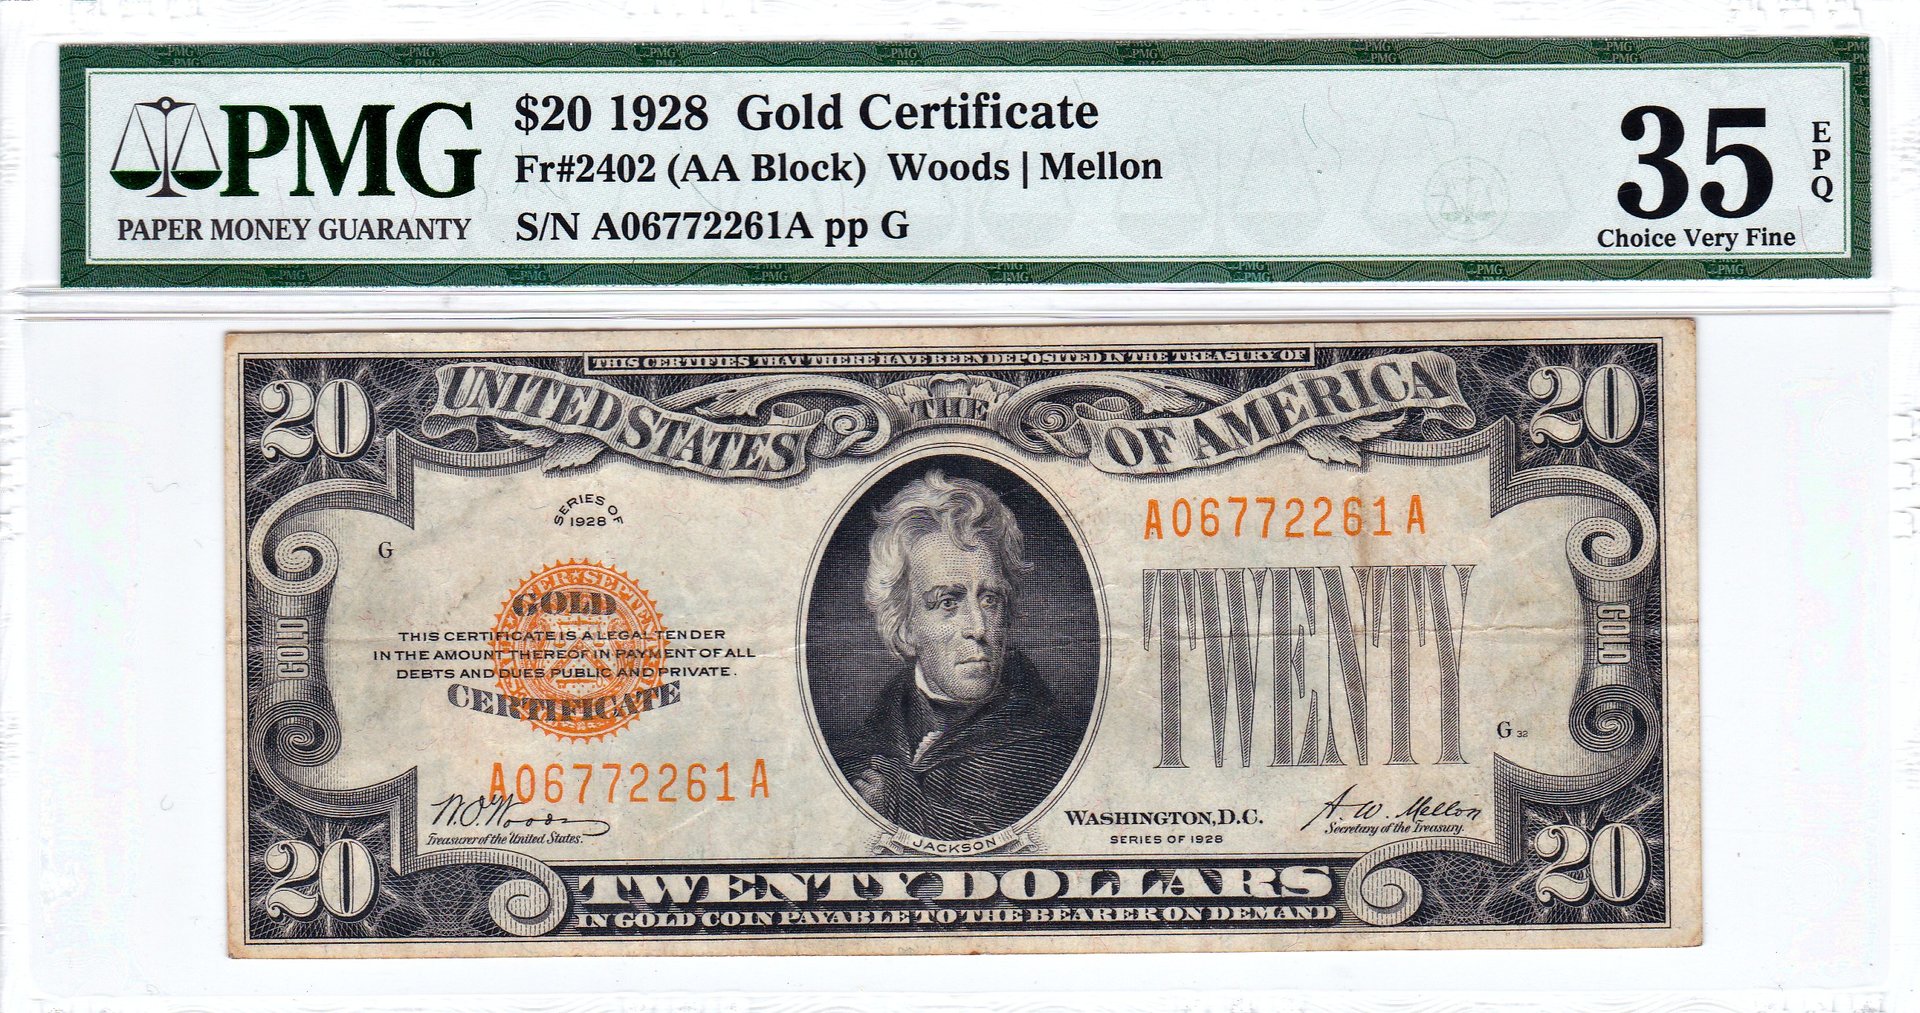 PMG
PAPER MONEY GUARANTY
$20 1928 Gold Certificate
Fr#2402 (AA Block) Woods | Mellon
S/N A06772261A pp G
35
EPQ
Choice Very Fine
THIS CERTIFIES THAT THERE HAVE BEEN DEPOSITED IN THE TREASURY OF
20
UNITED STATES
THE
OF AMERICA
20
SERIES OF
1928
G
A06772261A
GOLD
THIS CERTIFICATE IS A LEGAL TENDER
IN THE AMOUNT THEREOF IN PAYMENT OF ALL
DEBTS AND DUES PUBLIC AND PRIVATE.
CERTIFICATE
TWENTY
GOLD
GOLD
G 32
A06772261A
W.O. Woods
Treasurer of the United States.
WASHINGTON, D.C.
SERIES OF 1928
A. W. Mellon
Secretary of the Treasury.
JACKSON
20
20
TWENTY DOLLARS
IN GOLD COIN PAYABLE TO THE BEARER ON DEMAND